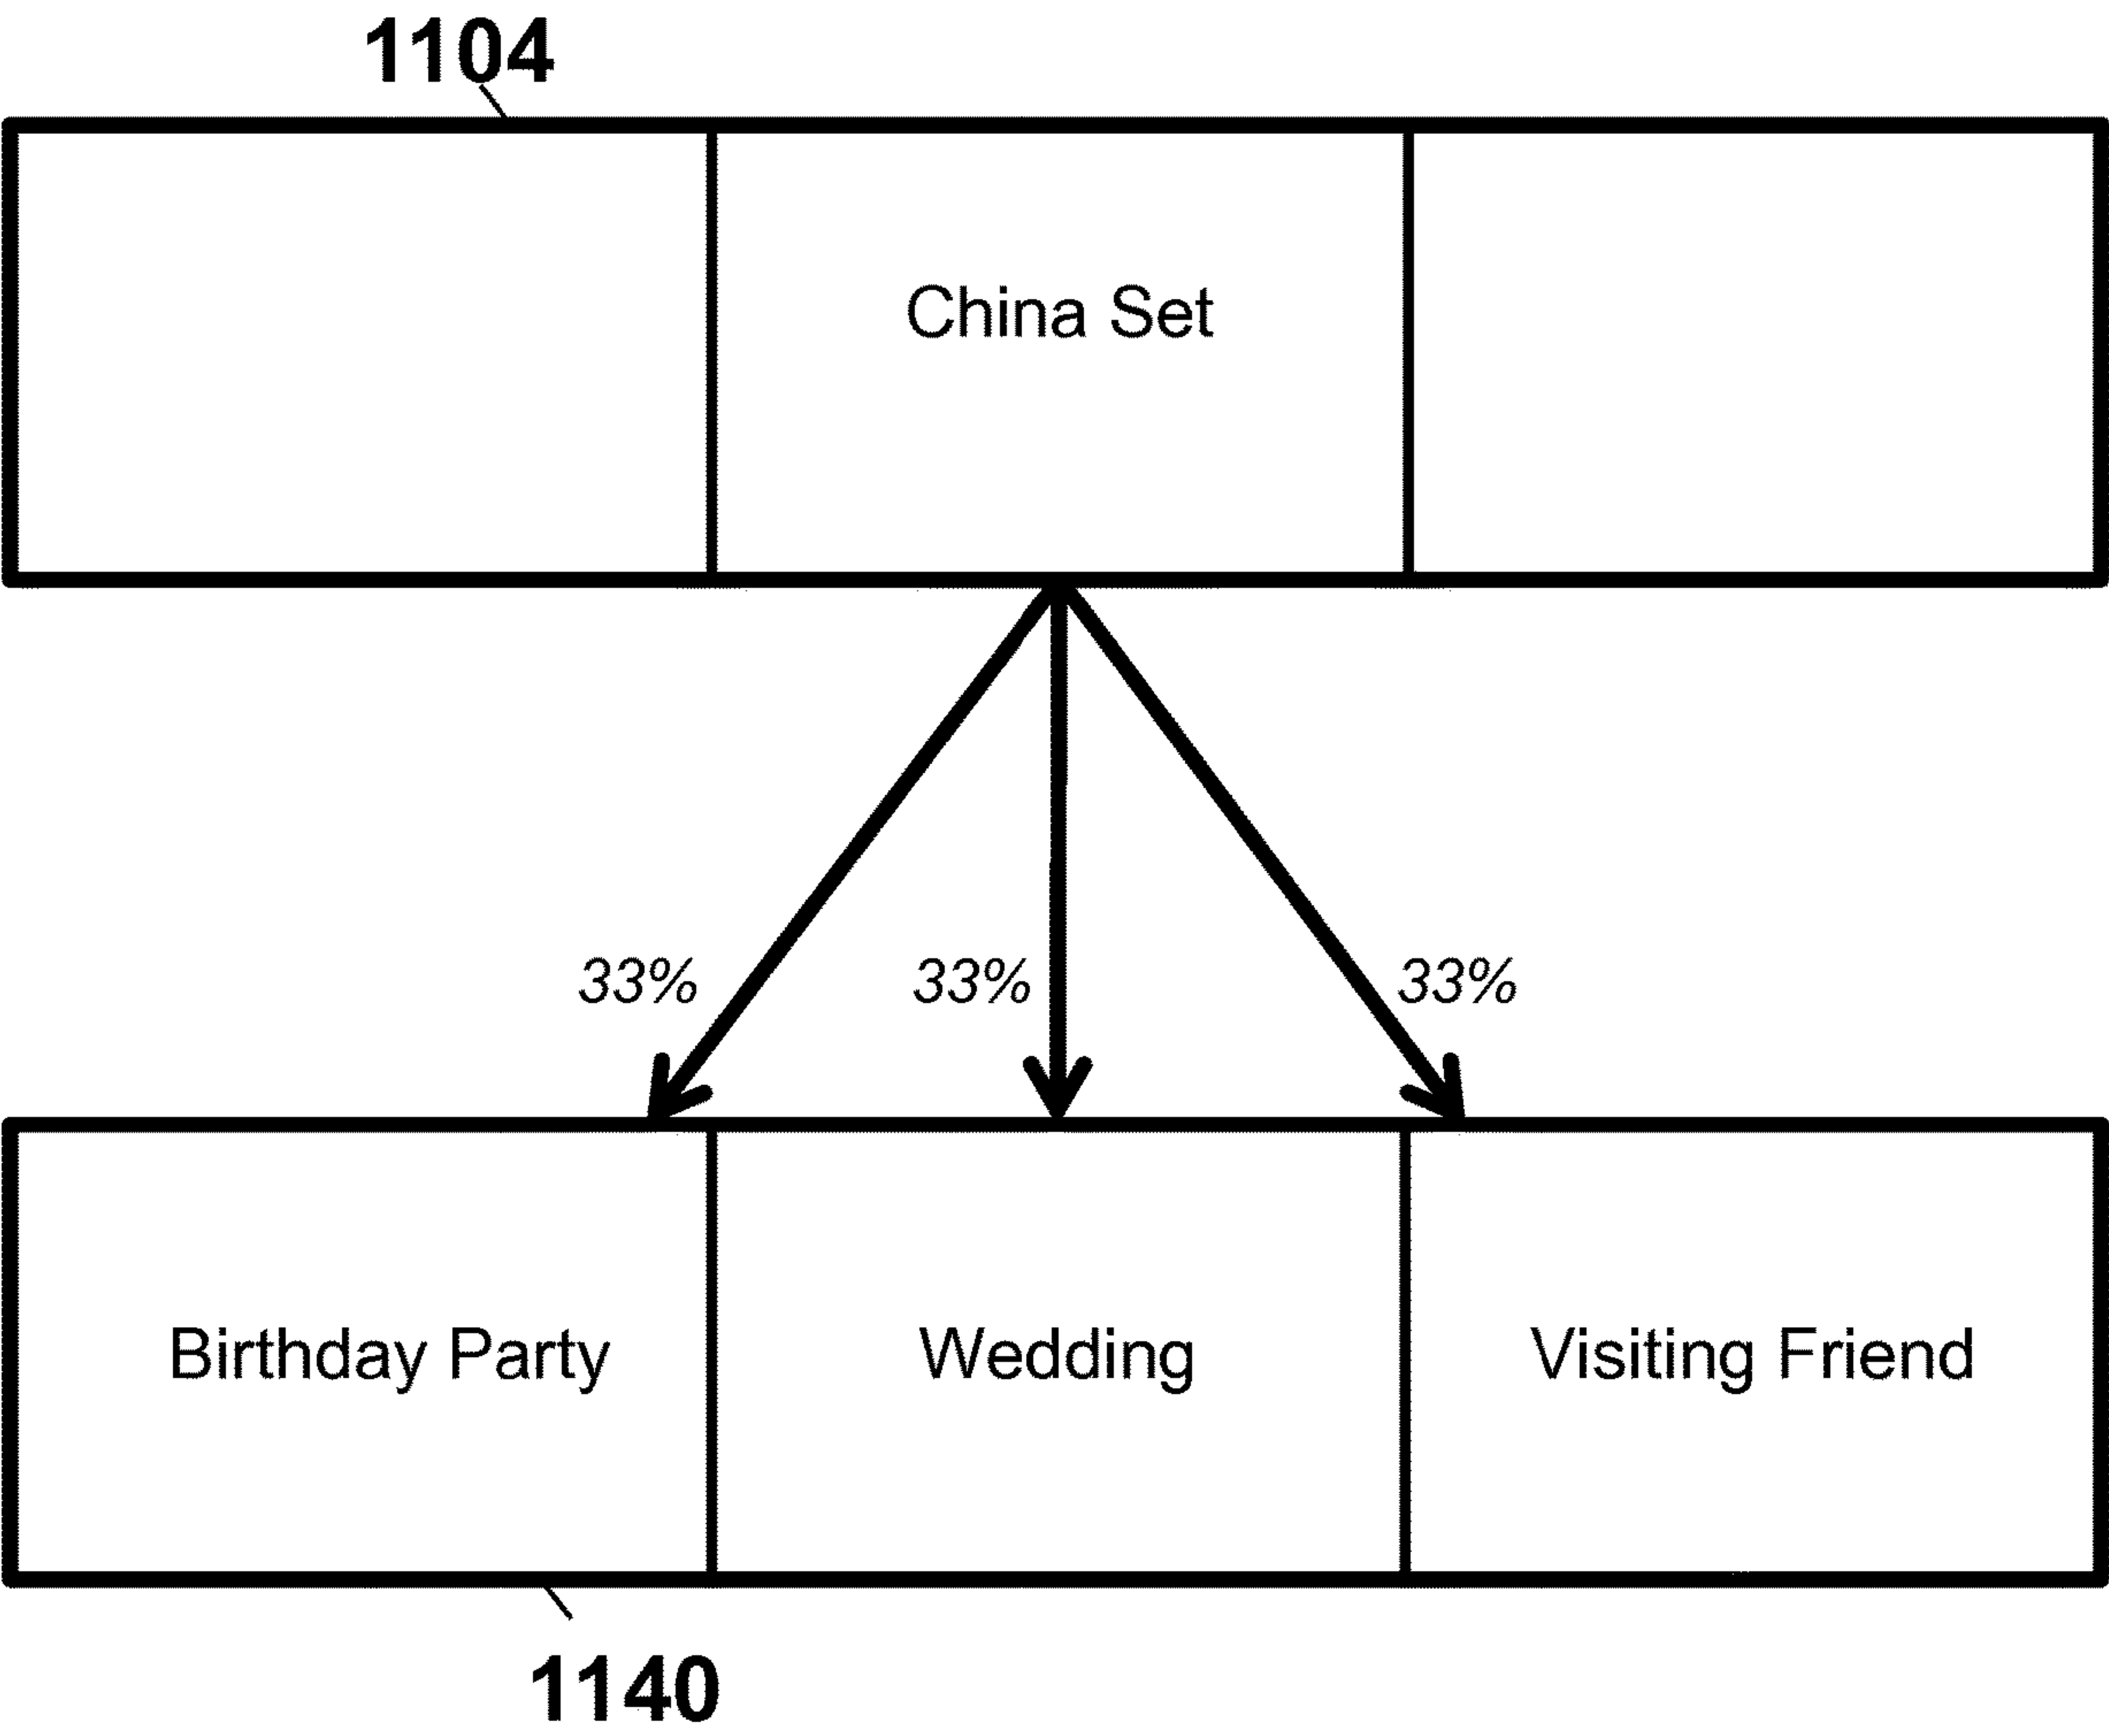 1104
China Set
33% 33% 33%
Birthday Party Wedding Visiting Friend
1140